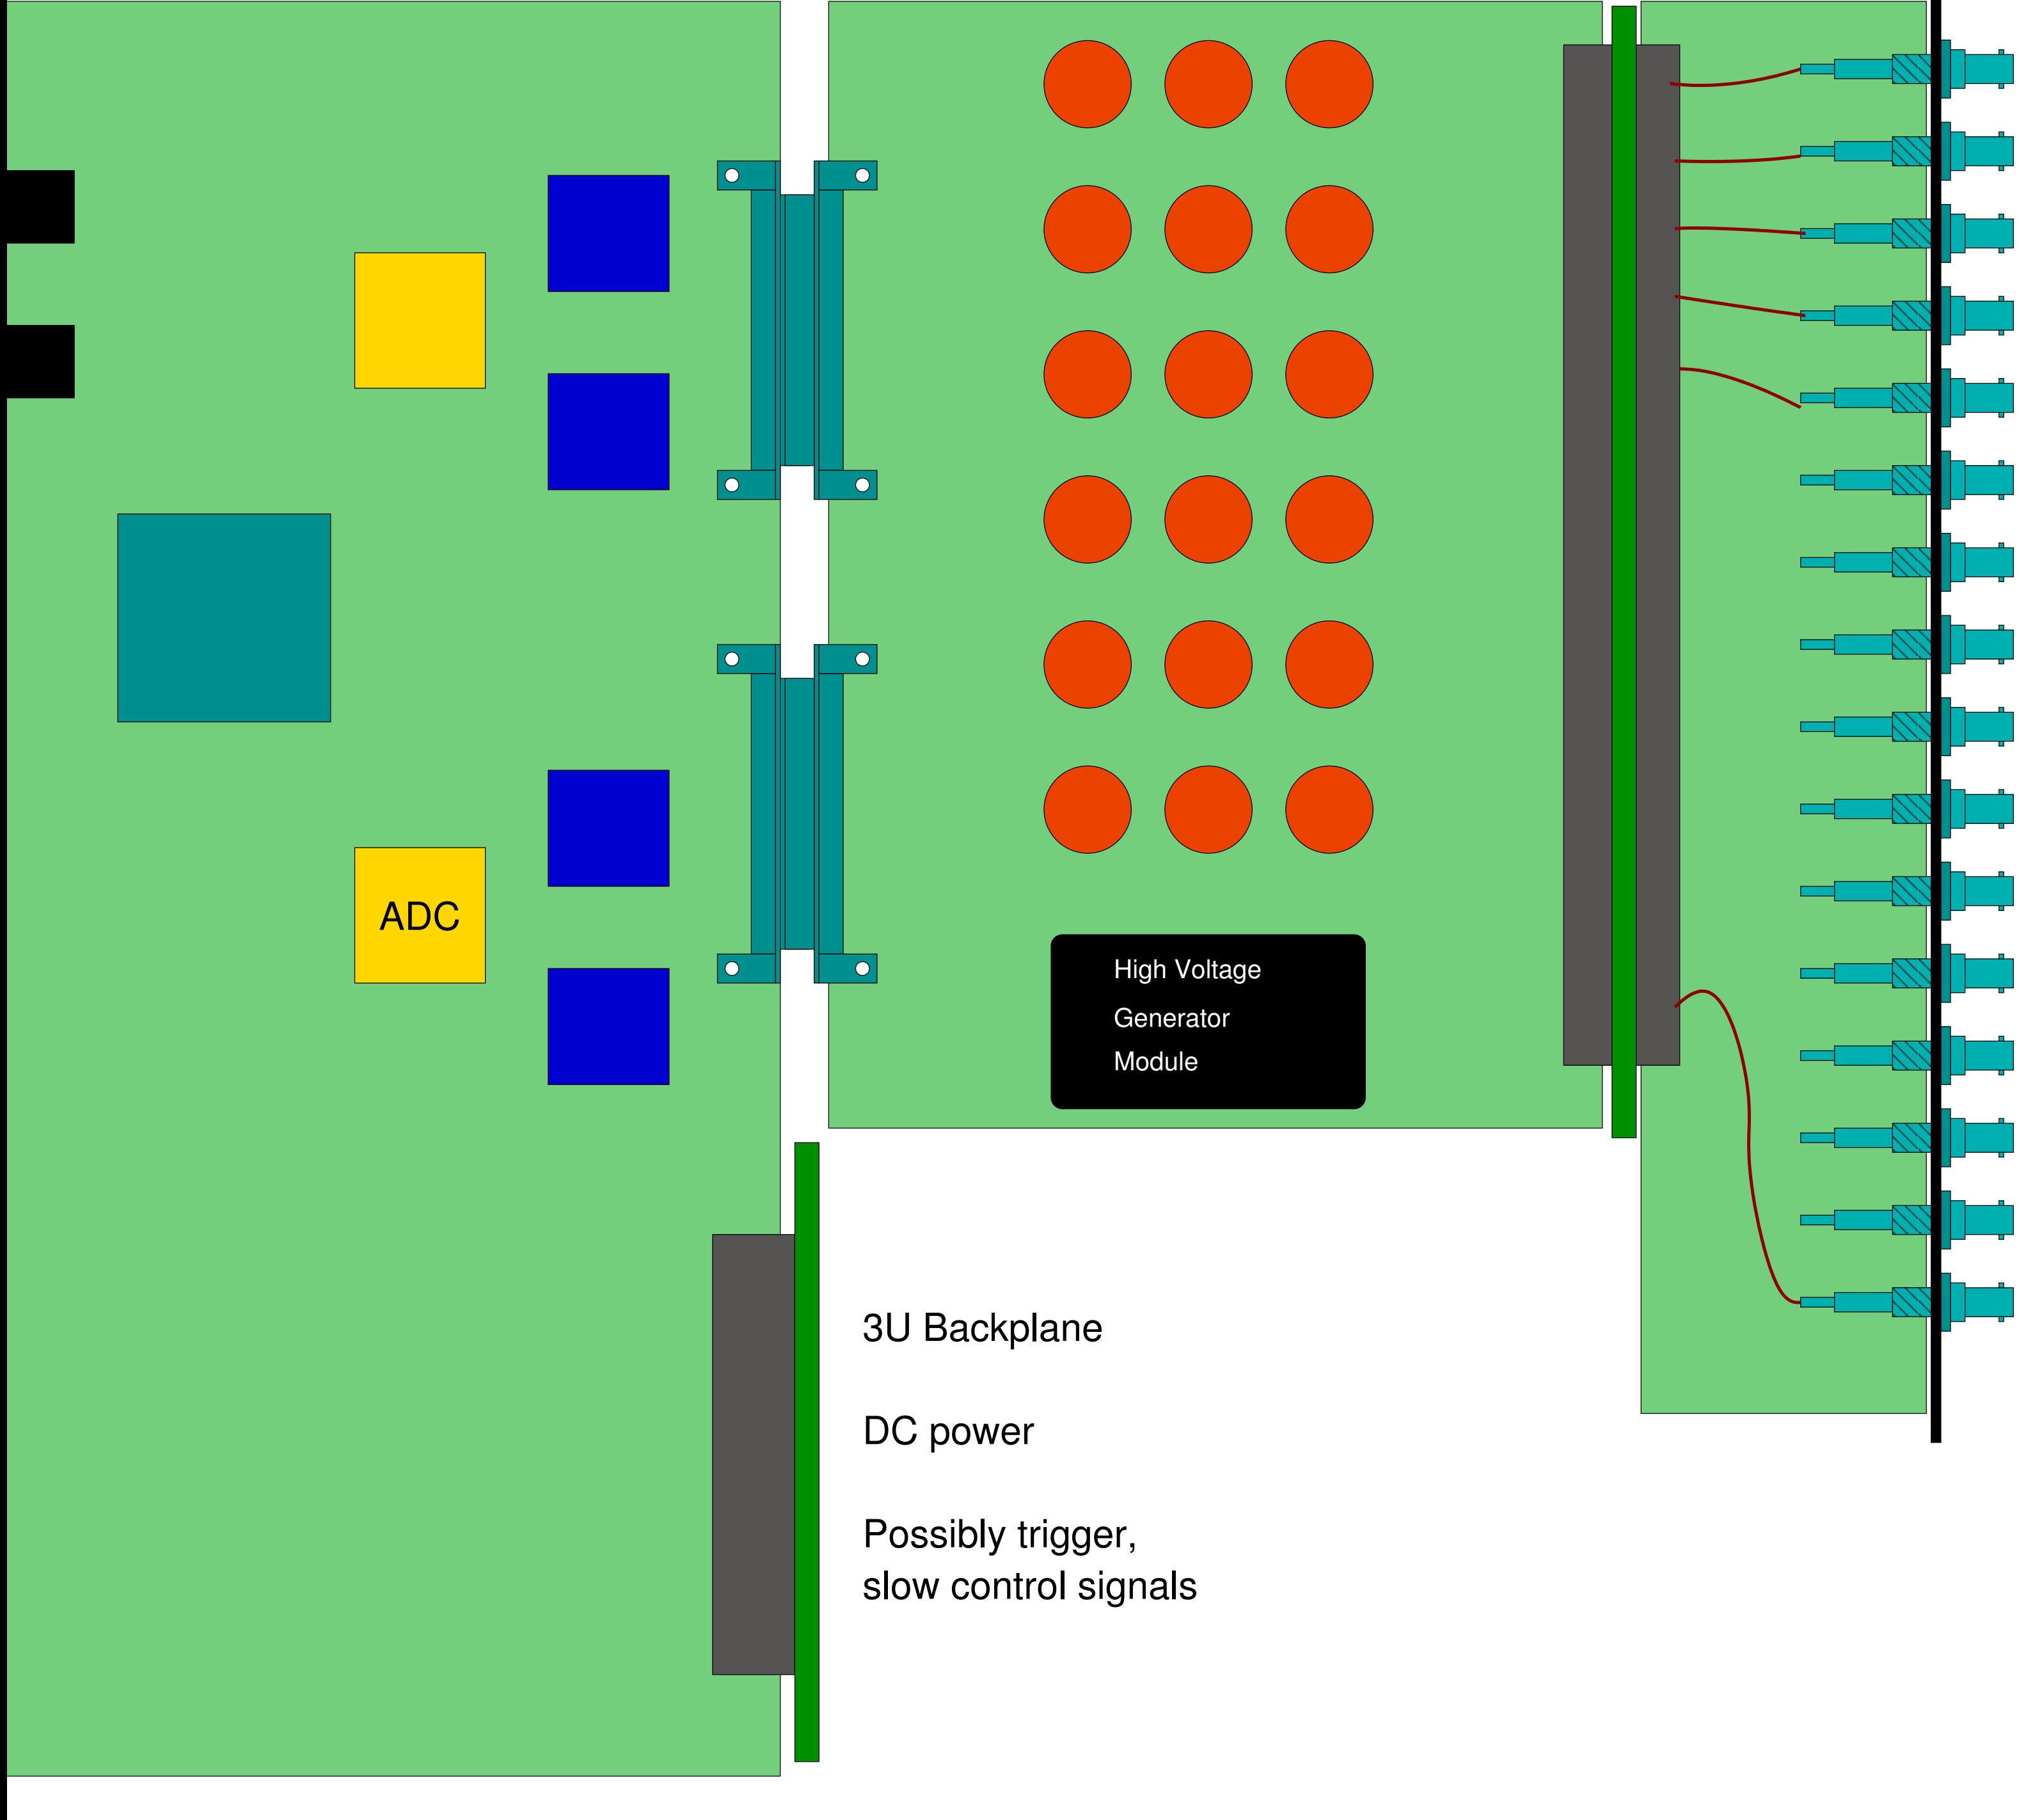 ADC
High Voltage
Generator
Module
3U Backplane
DC power
Possibly trigger,
slow control signals